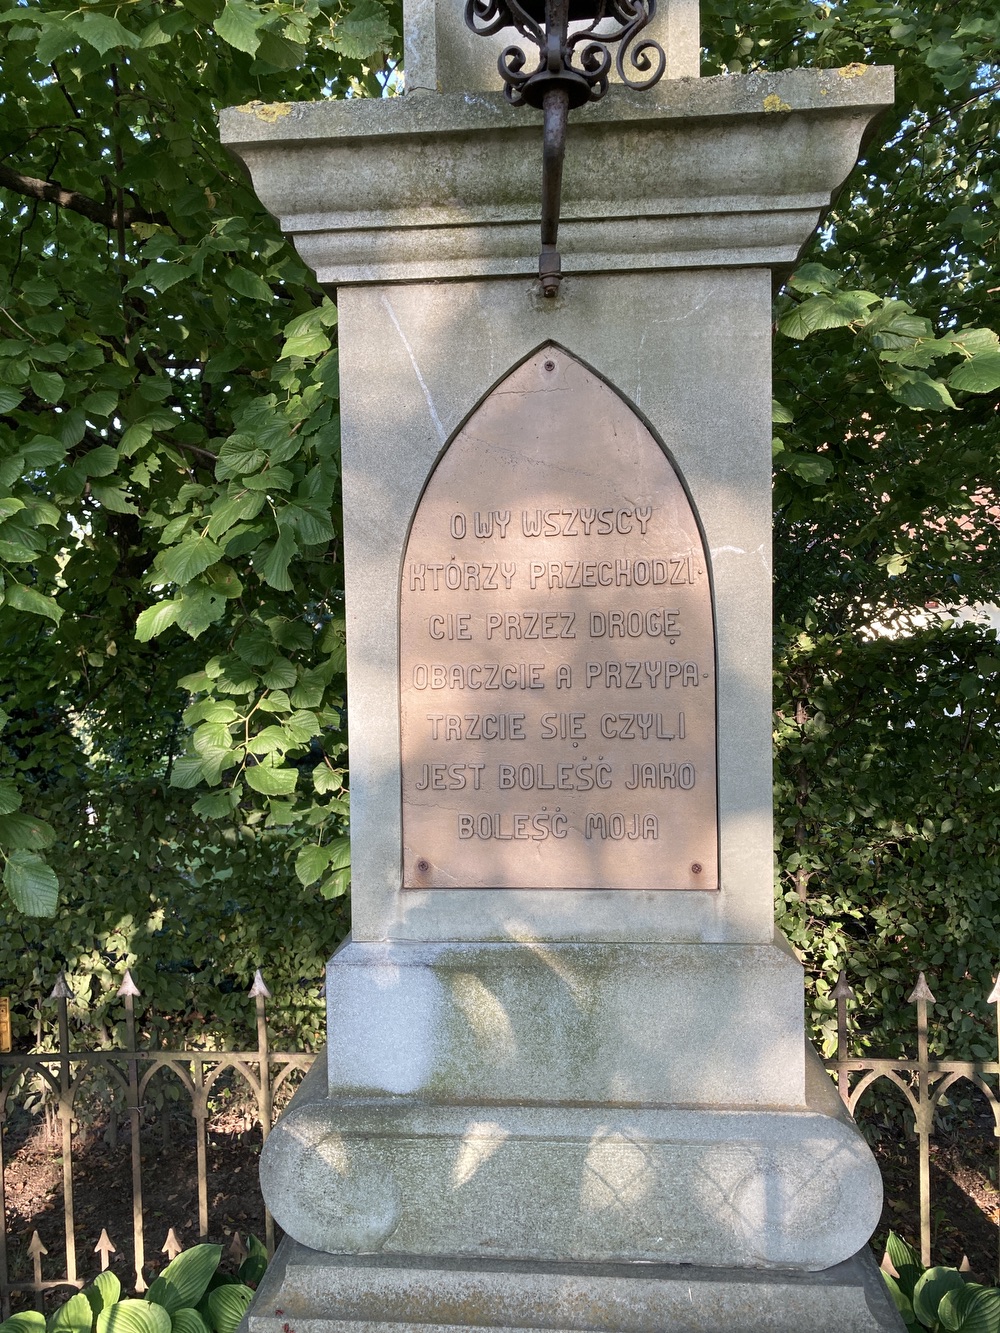 O WY WSZYSCY
KTÓRZY PRZECHODZI-
CIE PRZEZ DROGĘ
OBACZCIE A PRZYPA-
TRZCIE SIĘ CZYLI
JEST BOLEŚĆ JAKO
BOLEŚĆ MOJA